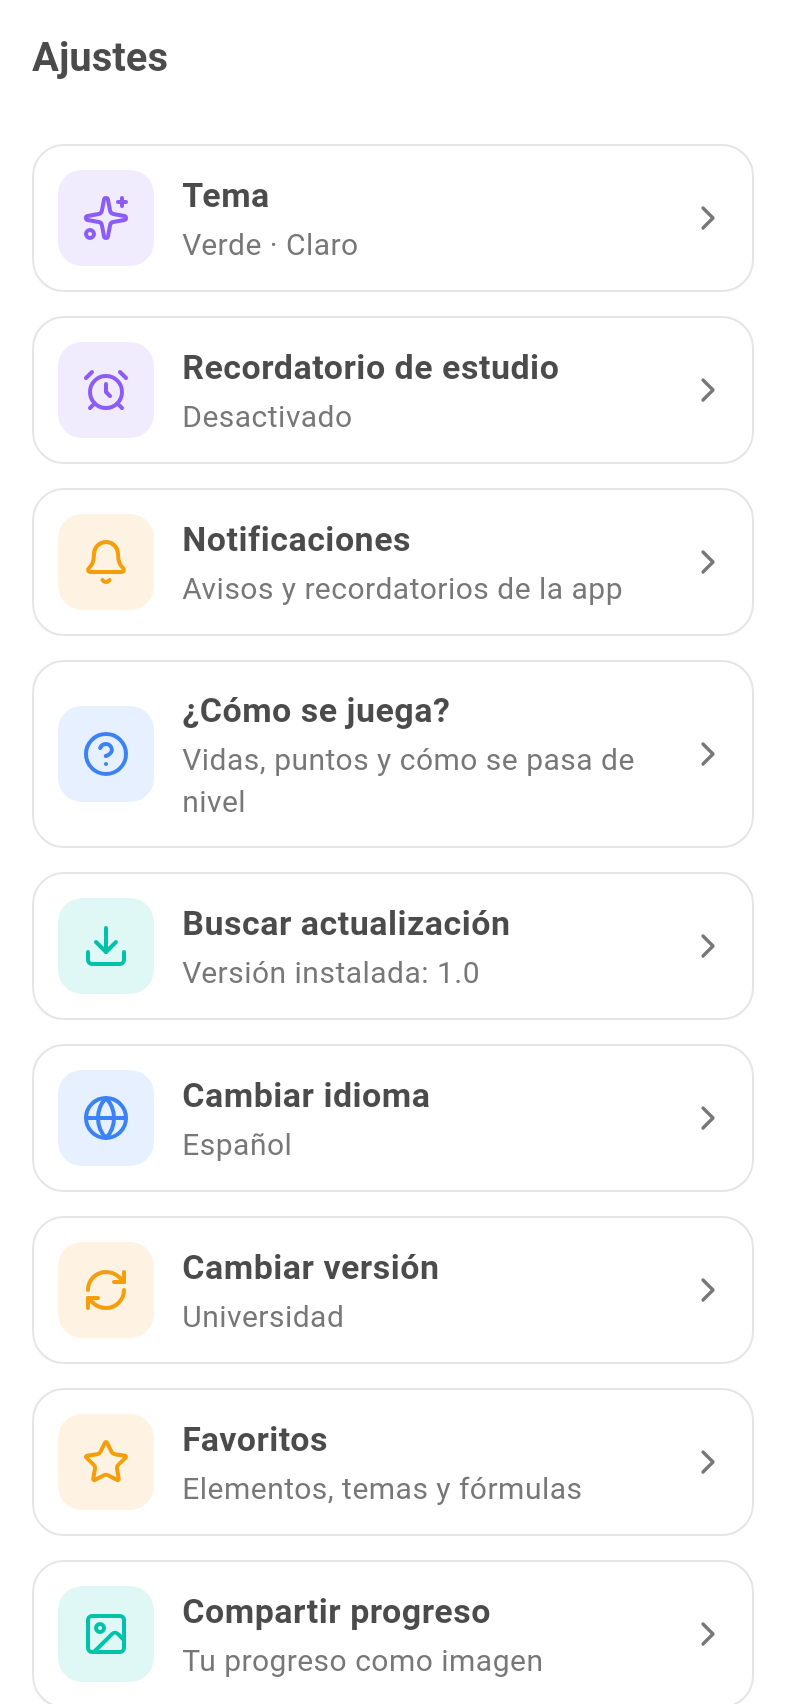 Ajustes
Tema
Verde · Claro
Recordatorio de estudio
Desactivado
Notificaciones
Avisos y recordatorios de la app
¿Cómo se juega?
Vidas, puntos y cómo se pasa de
nivel
Buscar actualización
Versión instalada: 1.0
Cambiar idioma
Español
Cambiar versión
Universidad
Favoritos
Elementos, temas y fórmulas
Compartir progreso
Tu progreso como imagen